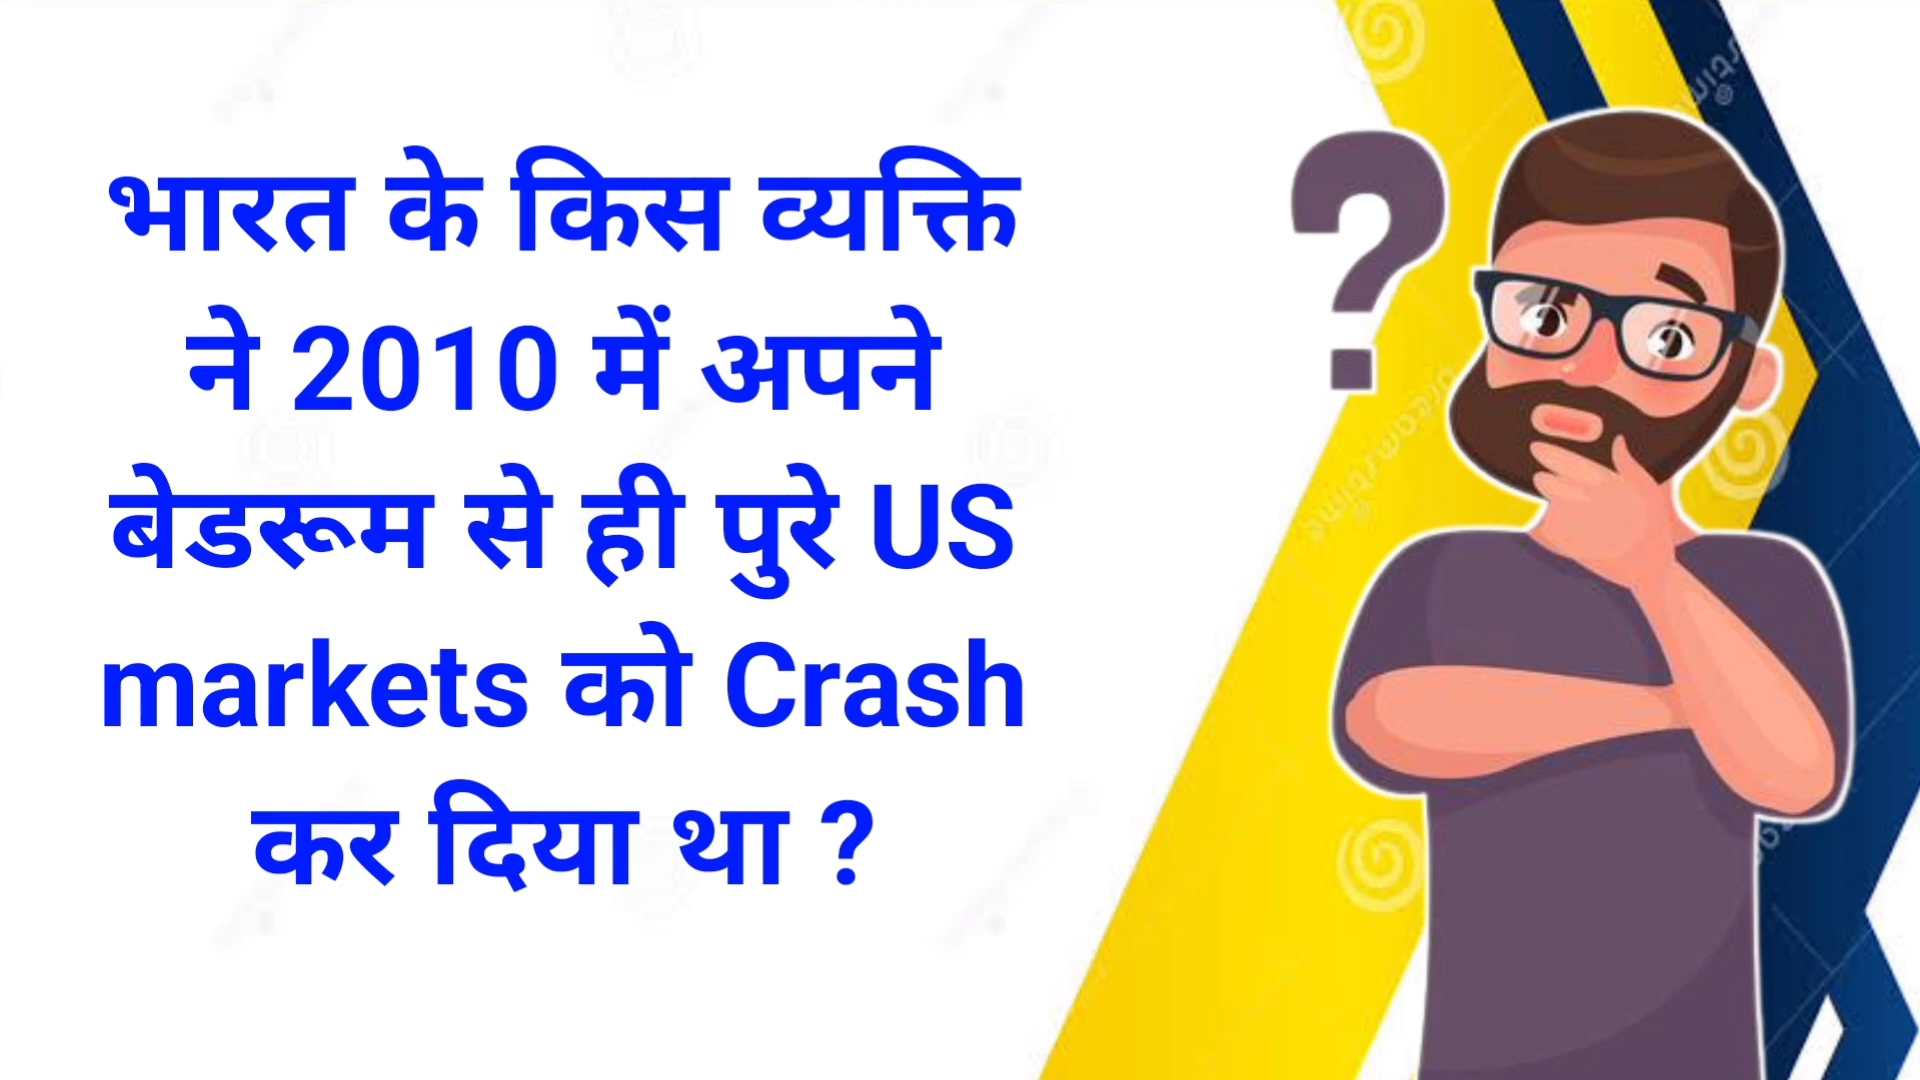 भारत के किस व्यक्ति
ने 2010 में अपने
बेडरूम से ही पुरे US
markets को Crash
कर दिया था ?
?